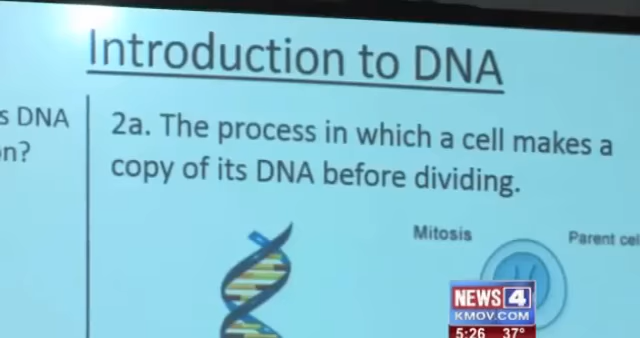 Introduction to DNA
s DNA
n?
2a. The process in which a cell makes a
copy of its DNA before dividing.
Mitosis
Parent cel
NEWS 4
KMOV.COM
5:26 37°